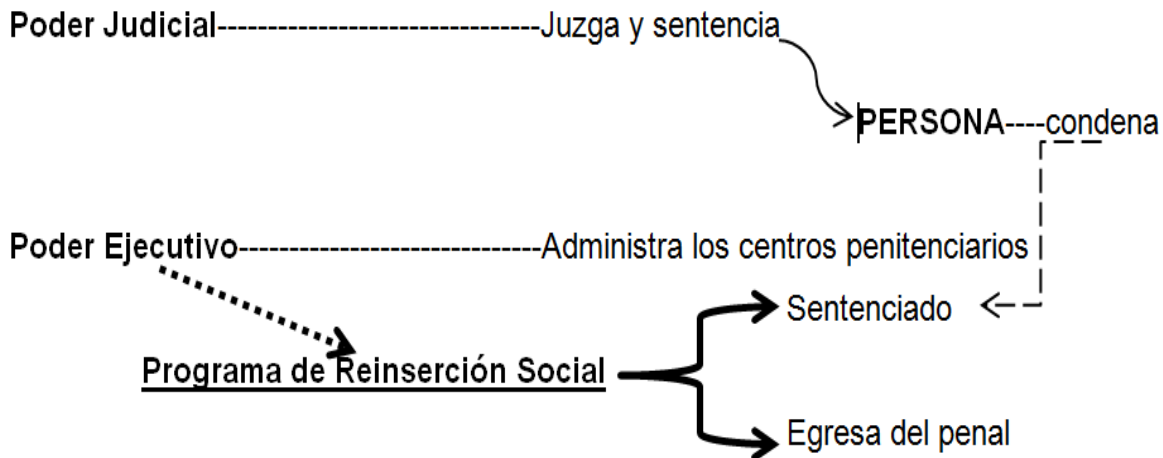 Poder Judicial--------------------------------Juzga y sentencia
PERSONA----condena
Poder Ejecutivo------------------------------Administra los centros penitenciarios
Sentenciado
Programa de Reinserción Social
Egresa del penal